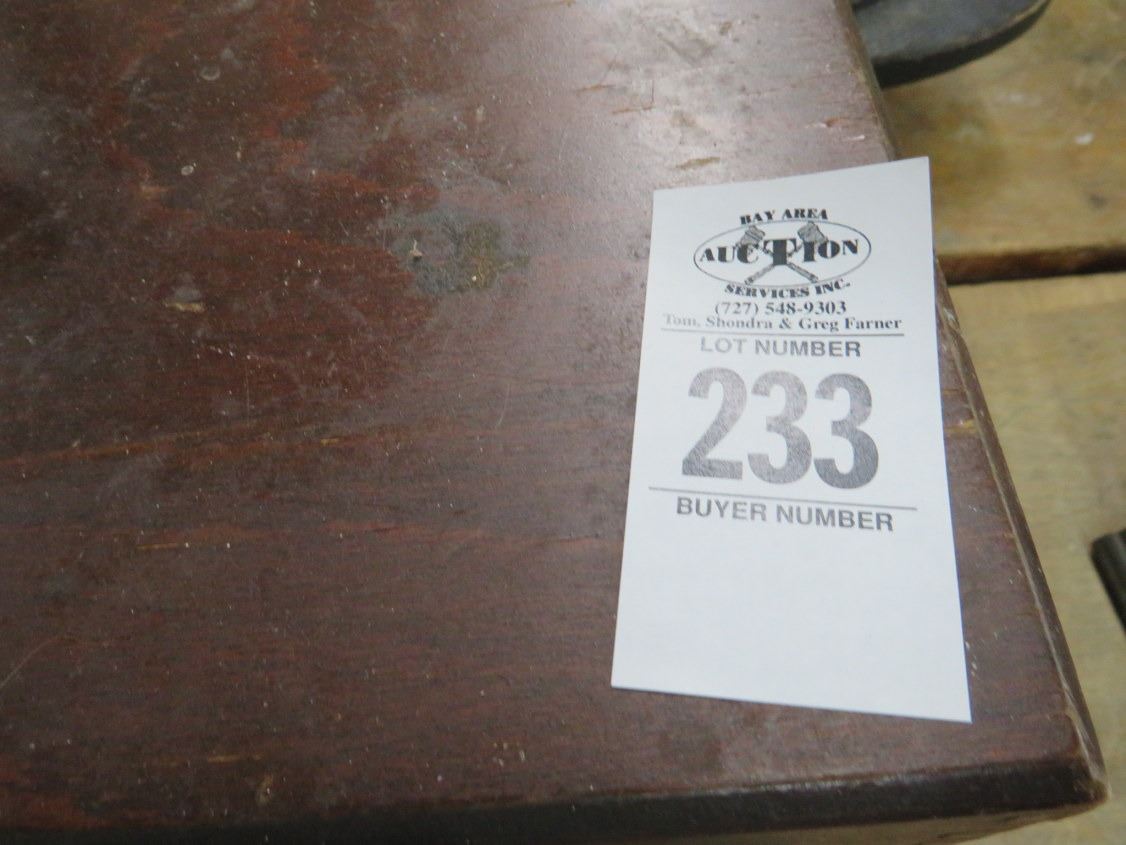 BAY AREA
AUCTION
SERVICES INC.
(727) 548-9303
Tom, Shondra & Greg Farner
LOT NUMBER
233
BUYER NUMBER